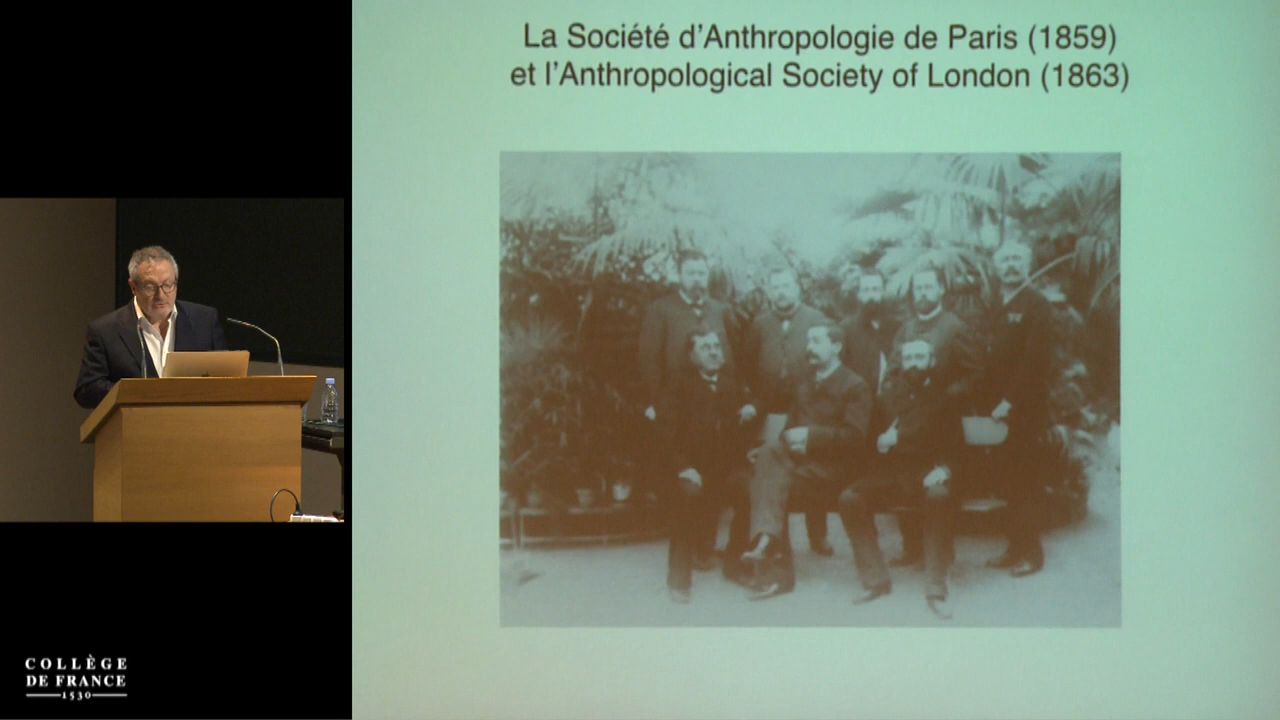 La Société d'Anthropologie de Paris (1859)
et l'Anthropological Society of London (1863)
COLLÈGE
DE FRANCE
1530